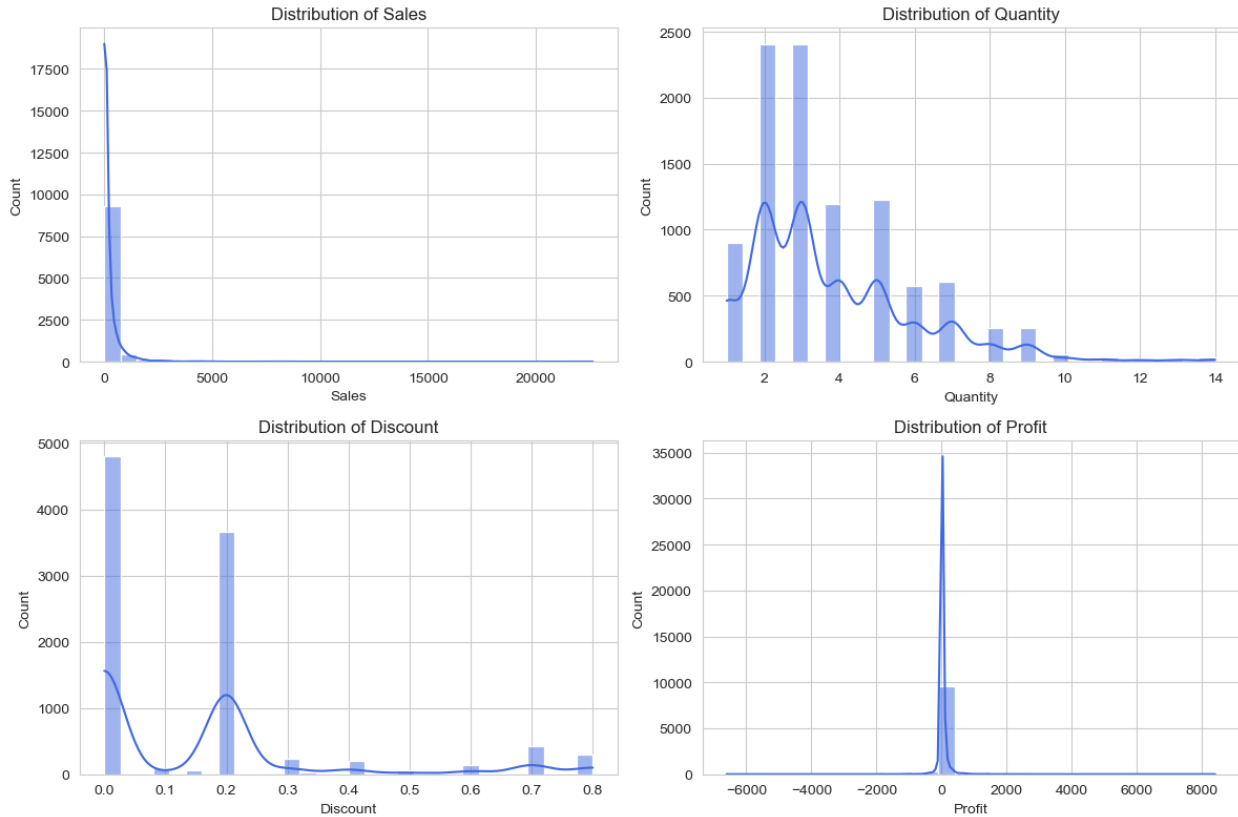 Distribution of Sales
17500
15000
12500
10000
7500
5000
2500
0
Count
0 5000 10000 15000 20000
Sales
Distribution of Quantity
2500
2000
1500
1000
500
0
Count
2 4 6 8 10 12 14
Quantity
Distribution of Discount
5000
4000
3000
2000
1000
0
Count
0.0 0.1 0.2 0.3 0.4 0.5 0.6 0.7 0.8
Discount
Distribution of Profit
35000
30000
25000
20000
15000
10000
5000
0
Count
−6000 −4000 −2000 0 2000 4000 6000 8000
Profit